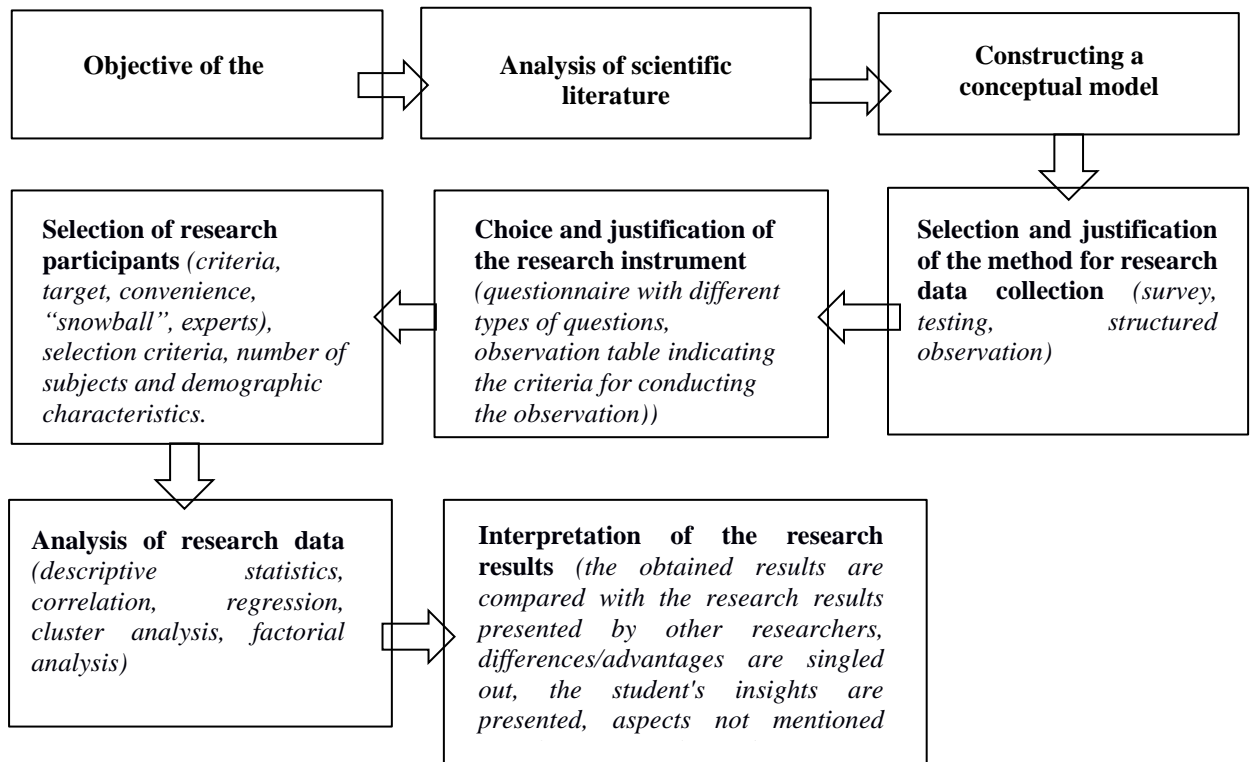 Objective of the
Analysis of scientific
literature
Constructing a
conceptual model
Selection and justification
of the method for research
data collection (survey,
testing, structured
observation)
Choice and justification of
the research instrument
(questionnaire with different
types of questions,
observation table indicating
the criteria for conducting
the observation))
Selection of research
participants (criteria,
target, convenience,
“snowball”, experts),
selection criteria, number of
subjects and demographic
characteristics.
Analysis of research data
(descriptive statistics,
correlation, regression,
cluster analysis, factorial
analysis)
Interpretation of the research
results (the obtained results are
compared with the research results
presented by other researchers,
differences/advantages are singled
out, the student's insights are
presented, aspects not mentioned